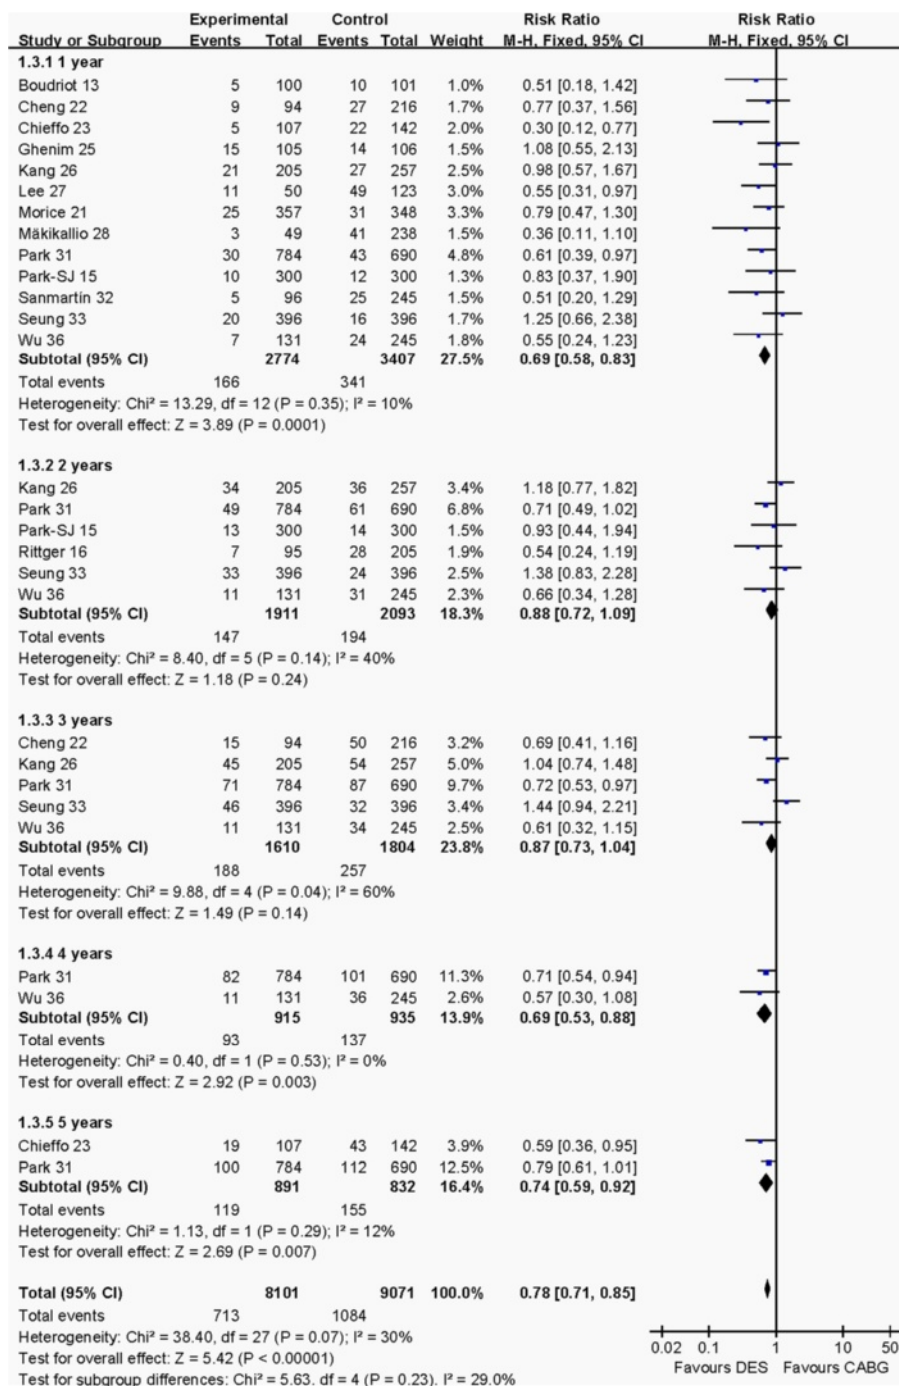 Experimental Control Risk Ratio Risk Ratio
Study or Subgroup Events Total Events Total Weight M-H, Fixed, 95% CI M-H, Fixed, 95% CI
1.3.1 1 year
Boudriot 13 5 100 10 101 1.0% 0.51 [0.18, 1.42]
Cheng 22 9 94 27 216 1.7% 0.77 [0.37, 1.56]
Chieffo 23 5 107 22 142 2.0% 0.30 [0.12, 0.77]
Ghenim 25 15 105 14 106 1.5% 1.08 [0.55, 2.13]
Kang 26 21 205 27 257 2.5% 0.98 [0.57, 1.67]
Lee 27 11 50 49 123 3.0% 0.55 [0.31, 0.97]
Morice 21 25 357 31 348 3.3% 0.79 [0.47, 1.30]
Mäkikallio 28 3 49 41 238 1.5% 0.36 [0.11, 1.10]
Park 31 30 784 43 690 4.8% 0.61 [0.39, 0.97]
Park-SJ 15 10 300 12 300 1.3% 0.83 [0.37, 1.90]
Sanmartin 32 5 96 25 245 1.5% 0.51 [0.20, 1.29]
Seung 33 20 396 16 396 1.7% 1.25 [0.66, 2.38]
Wu 36 7 131 24 245 1.8% 0.55 [0.24, 1.23]
Subtotal (95% CI) 2774 3407 27.5% 0.69 [0.58, 0.83]
Total events 166 341
Heterogeneity: Chi² = 13.29, df = 12 (P = 0.35); I² = 10%
Test for overall effect: Z = 3.89 (P = 0.0001)
1.3.2 2 years
Kang 26 34 205 36 257 3.4% 1.18 [0.77, 1.82]
Park 31 49 784 61 690 6.8% 0.71 [0.49, 1.02]
Park-SJ 15 13 300 14 300 1.5% 0.93 [0.44, 1.94]
Rittger 16 7 95 28 205 1.9% 0.54 [0.24, 1.19]
Seung 33 33 396 24 396 2.5% 1.38 [0.83, 2.28]
Wu 36 11 131 31 245 2.3% 0.66 [0.34, 1.28]
Subtotal (95% CI) 1911 2093 18.3% 0.88 [0.72, 1.09]
Total events 147 194
Heterogeneity: Chi² = 8.40, df = 5 (P = 0.14); I² = 40%
Test for overall effect: Z = 1.18 (P = 0.24)
1.3.3 3 years
Cheng 22 15 94 50 216 3.2% 0.69 [0.41, 1.16]
Kang 26 45 205 54 257 5.0% 1.04 [0.74, 1.48]
Park 31 71 784 87 690 9.7% 0.72 [0.53, 0.97]
Seung 33 46 396 32 396 3.4% 1.44 [0.94, 2.21]
Wu 36 11 131 34 245 2.5% 0.61 [0.32, 1.15]
Subtotal (95% CI) 1610 1804 23.8% 0.87 [0.73, 1.04]
Total events 188 257
Heterogeneity: Chi² = 9.88, df = 4 (P = 0.04); I² = 60%
Test for overall effect: Z = 1.49 (P = 0.14)
1.3.4 4 years
Park 31 82 784 101 690 11.3% 0.71 [0.54, 0.94]
Wu 36 11 131 36 245 2.6% 0.57 [0.30, 1.08]
Subtotal (95% CI) 915 935 13.9% 0.69 [0.53, 0.88]
Total events 93 137
Heterogeneity: Chi² = 0.40, df = 1 (P = 0.53); I² = 0%
Test for overall effect: Z = 2.92 (P = 0.003)
1.3.5 5 years
Chieffo 23 19 107 43 142 3.9% 0.59 [0.36, 0.95]
Park 31 100 784 112 690 12.5% 0.79 [0.61, 1.01]
Subtotal (95% CI) 891 832 16.4% 0.74 [0.59, 0.92]
Total events 119 155
Heterogeneity: Chi² = 1.13, df = 1 (P = 0.29); I² = 12%
Test for overall effect: Z = 2.69 (P = 0.007)
Total (95% CI) 8101 9071 100.0% 0.78 [0.71, 0.85]
Total events 713 1084
Heterogeneity: Chi² = 38.40, df = 27 (P = 0.07); I² = 30%
Test for overall effect: Z = 5.42 (P < 0.00001)
Test for subgroup differences: Chi² = 5.63, df = 4 (P = 0.23), I² = 29.0%
0.02 0.1 1 10 50
Favours DES Favours CABG